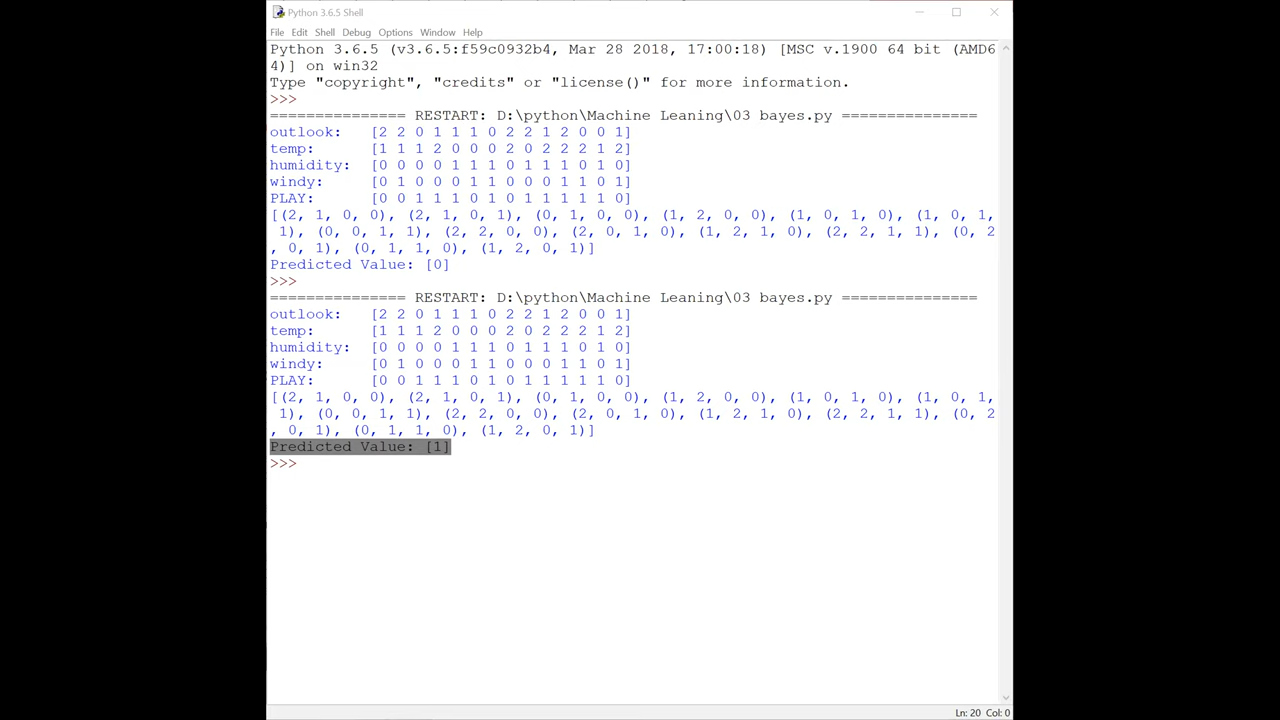 Python 3.6.5 Shell
File Edit Shell Debug Options Window Help
Python 3.6.5 (v3.6.5:f59c0932b4, Mar 28 2018, 17:00:18) [MSC v.1900 64 bit (AMD6
4)] on win32
Type "copyright", "credits" or "license()" for more information.
>>>
=============== RESTART: D:\python\Machine Leaning\03 bayes.py ===============
outlook: [2 2 0 1 1 1 0 2 2 1 2 0 0 1]
temp: [1 1 1 2 0 0 0 2 0 2 2 2 1 2]
humidity: [0 0 0 0 1 1 1 0 1 1 1 0 1 0]
windy: [0 1 0 0 0 1 1 0 0 0 1 1 0 1]
PLAY: [0 0 1 1 1 0 1 0 1 1 1 1 1 0]
[(2, 1, 0, 0), (2, 1, 0, 1), (0, 1, 0, 0), (1, 2, 0, 0), (1, 0, 1, 0), (1, 0, 1,
1), (0, 0, 1, 1), (2, 2, 0, 0), (2, 0, 1, 0), (1, 2, 1, 0), (2, 2, 1, 1), (0, 2
, 0, 1), (0, 1, 1, 0), (1, 2, 0, 1)]
Predicted Value: [0]
>>>
=============== RESTART: D:\python\Machine Leaning\03 bayes.py ===============
outlook: [2 2 0 1 1 1 0 2 2 1 2 0 0 1]
temp: [1 1 1 2 0 0 0 2 0 2 2 2 1 2]
humidity: [0 0 0 0 1 1 1 0 1 1 1 0 1 0]
windy: [0 1 0 0 0 1 1 0 0 0 1 1 0 1]
PLAY: [0 0 1 1 1 0 1 0 1 1 1 1 1 0]
[(2, 1, 0, 0), (2, 1, 0, 1), (0, 1, 0, 0), (1, 2, 0, 0), (1, 0, 1, 0), (1, 0, 1,
1), (0, 0, 1, 1), (2, 2, 0, 0), (2, 0, 1, 0), (1, 2, 1, 0), (2, 2, 1, 1), (0, 2
, 0, 1), (0, 1, 1, 0), (1, 2, 0, 1)]
Predicted Value: [1]
>>>
Ln: 20 Col: 0